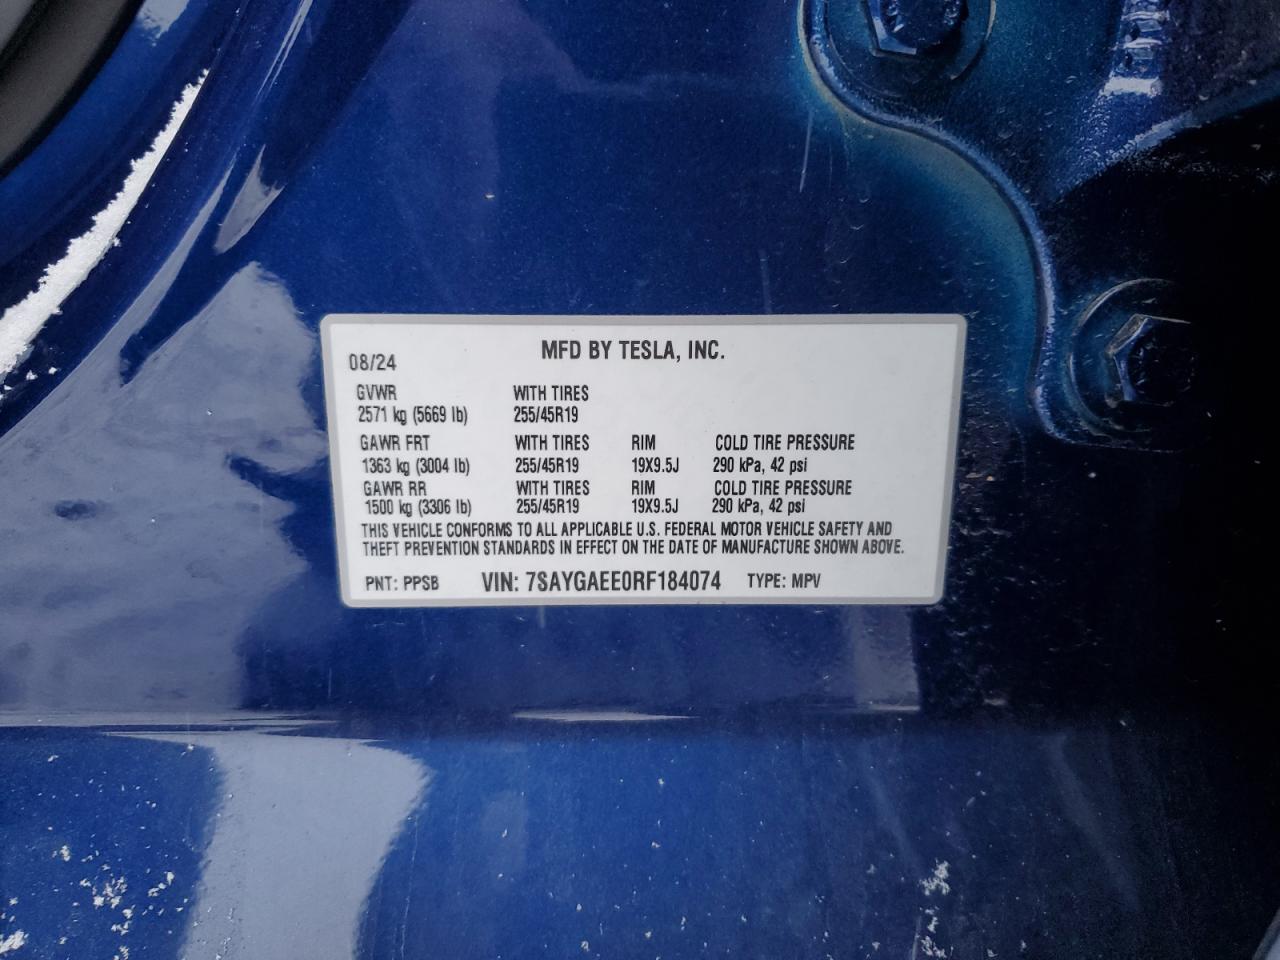 MFD BY TESLA, INC.
08/24
GVWR WITH TIRES
2571 kg (5669 lb) 255/45R19
GAWR FRT WITH TIRES RIM COLD TIRE PRESSURE
1363 kg (3004 lb) 255/45R19 19X9.5J 290 kPa, 42 psi
GAWR RR WITH TIRES RIM COLD TIRE PRESSURE
1500 kg (3306 lb) 255/45R19 19X9.5J 290 kPa, 42 psi
THIS VEHICLE CONFORMS TO ALL APPLICABLE U.S. FEDERAL MOTOR VEHICLE SAFETY AND
THEFT PREVENTION STANDARDS IN EFFECT ON THE DATE OF MANUFACTURE SHOWN ABOVE.
PNT: PPSB VIN: 7SAYGAEE0RF184074 TYPE: MPV